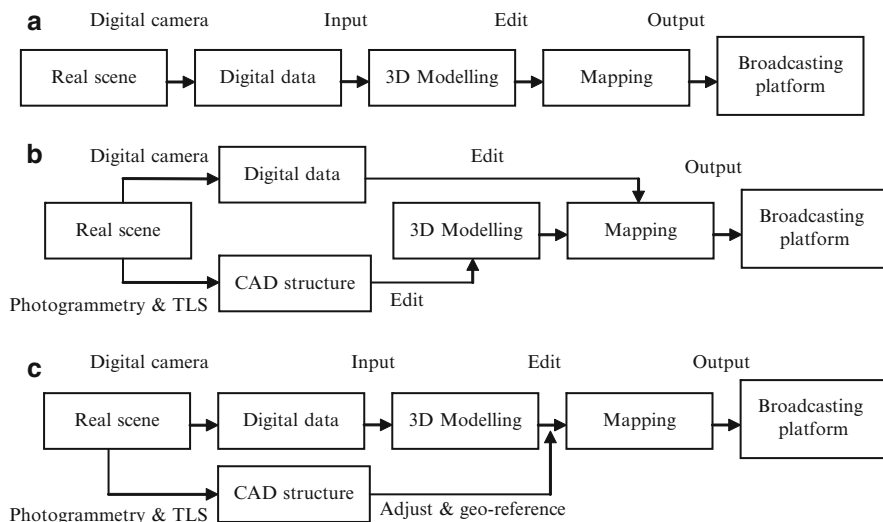 a
Digital camera Input Edit Output
Real scene Digital data 3D Modelling Mapping Broadcasting
platform
b
Digital camera Edit Output
Digital data
Real scene 3D Modelling Mapping Broadcasting
platform
CAD structure
Photogrammetry & TLS Edit
c
Digital camera Input Edit Output
Real scene Digital data 3D Modelling Mapping Broadcasting
platform
CAD structure
Photogrammetry & TLS Adjust & geo-reference